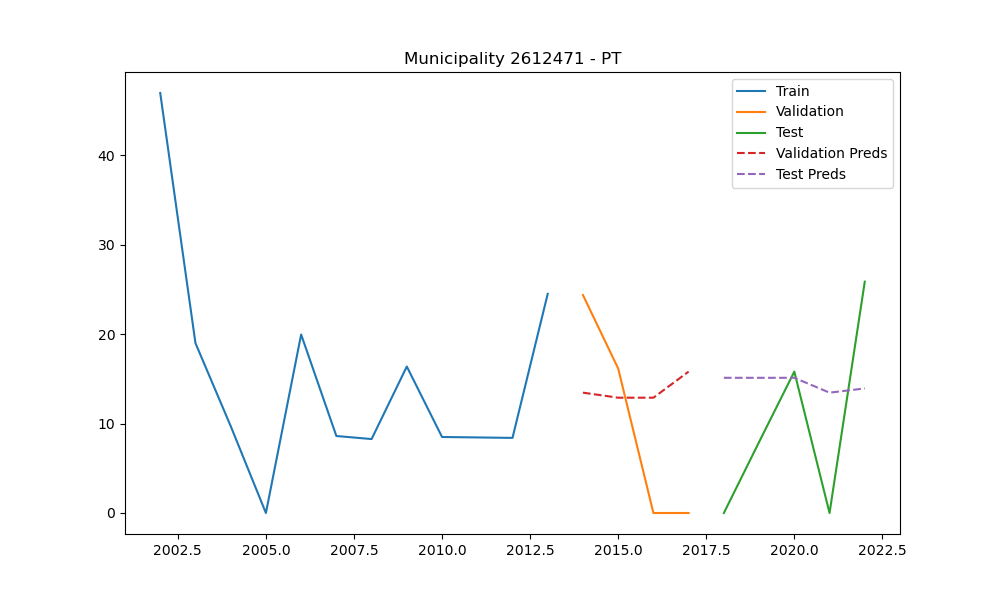 Municipality 2612471 - PT
Train
Validation
Test
Validation Preds
Test Preds
40
30
20
10
0
2002.5 2005.0 2007.5 2010.0 2012.5 2015.0 2017.5 2020.0 2022.5